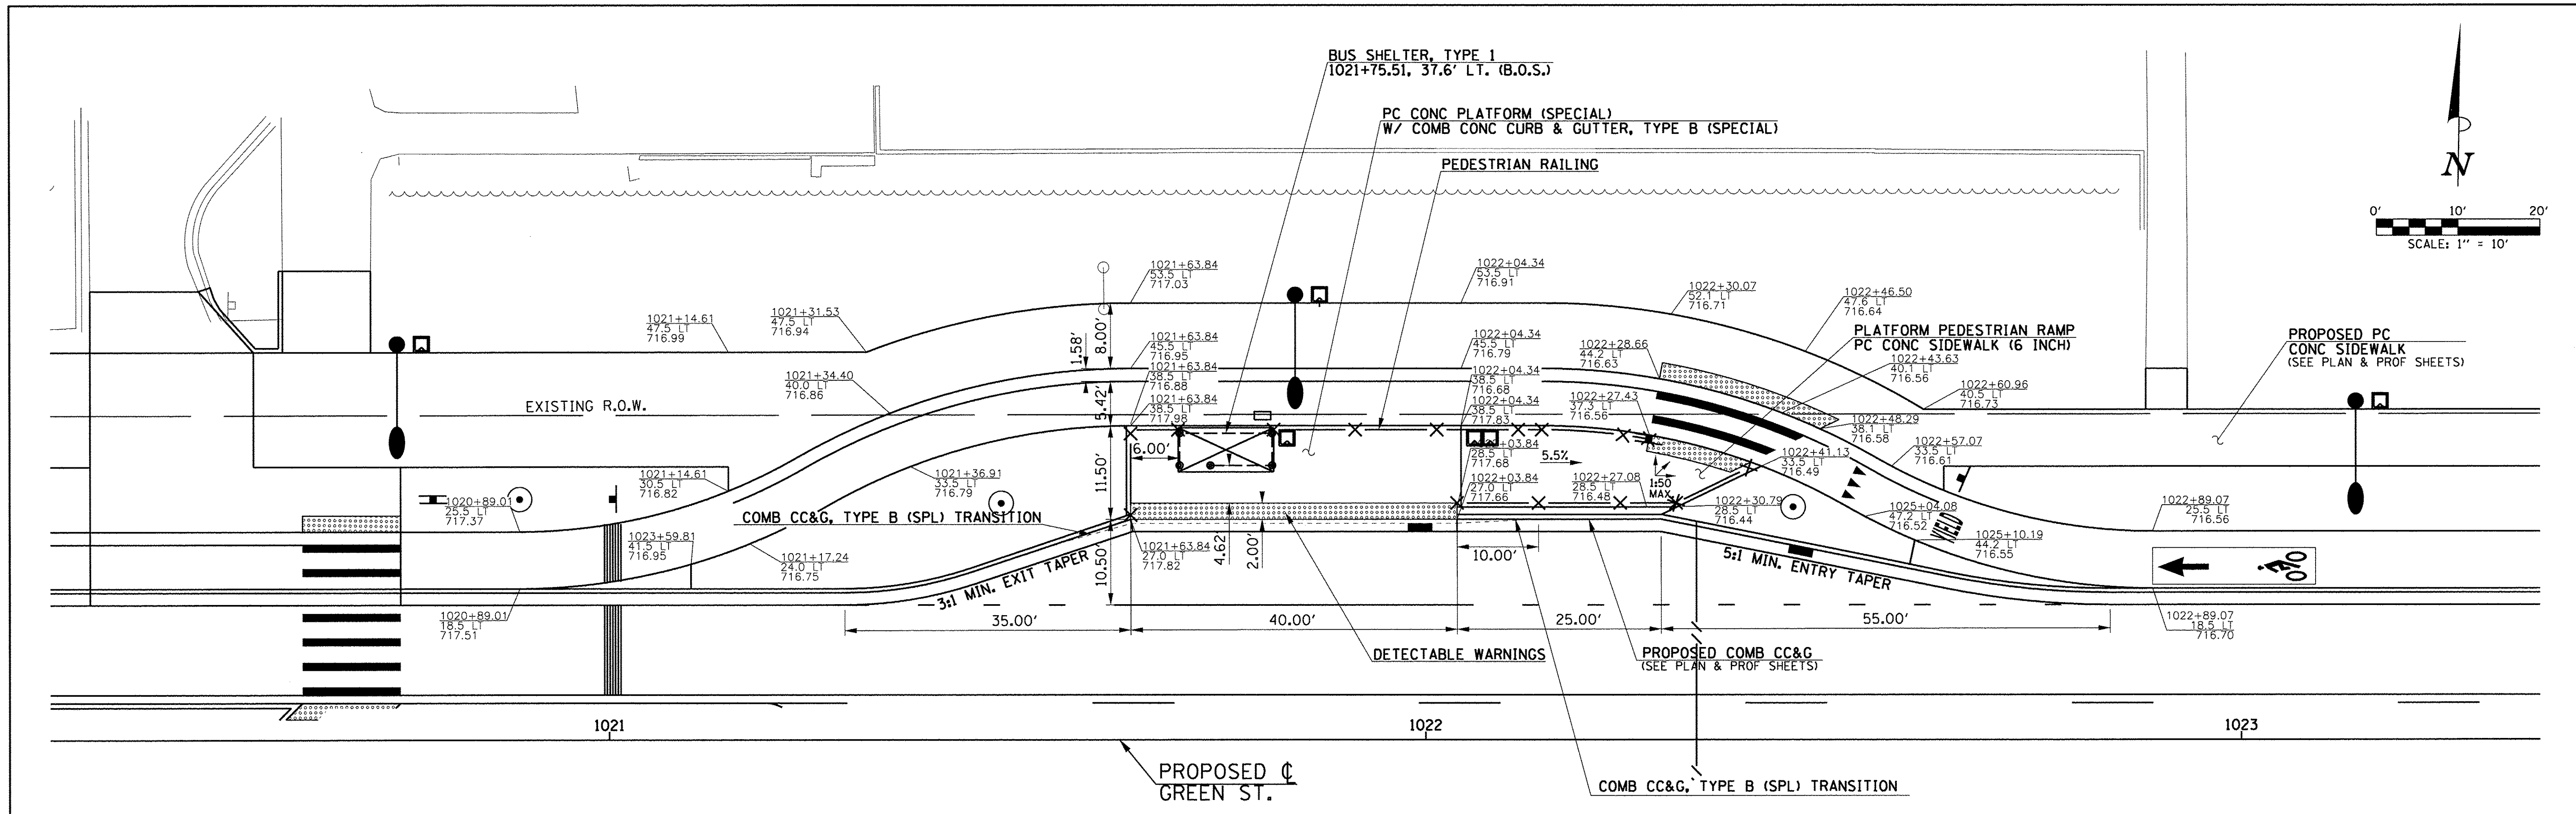 BUS SHELTER, TYPE 1
1021+75.51, 37.6' LT. (B.O.S.)
PC CONC PLATFORM (SPECIAL)
W/ COMB CONC CURB & GUTTER, TYPE B (SPECIAL)
PEDESTRIAN RAILING
N
0' 10' 20'
SCALE: 1" = 10'
1021+14.61
47.5 LT
716.99
1021+31.53
47.5 LT
716.94
1021+63.84
53.5 LT
717.03
1022+04.34
53.5 LT
716.91
1022+30.07
52.1 LT
716.71
1022+46.50
47.6 LT
716.64
PLATFORM PEDESTRIAN RAMP
PC CONC SIDEWALK (6 INCH)
PROPOSED PC
CONC SIDEWALK
(SEE PLAN & PROF SHEETS)
1.58'
8.00'
1021+63.84
45.5 LT
716.95
1021+63.84
38.5 LT
716.88
1021+63.84
38.5 LT
717.98
1022+04.34
45.5 LT
716.79
1022+04.34
38.5 LT
716.68
1022+04.34
38.5 LT
717.83
1022+03.84
28.5 LT
717.68
1022+03.84
27.0 LT
717.66
1022+28.66
44.2 LT
716.63
1022+43.63
40.1 LT
716.56
1022+60.96
40.5 LT
716.73
1022+27.43
37.3 LT
716.56
1022+48.29
38.1 LT
716.58
1022+57.07
33.5 LT
716.61
1022+41.13
33.5 LT
716.49
1021+34.40
40.0 LT
716.86
EXISTING R.O.W.
5.42'
6.00'
11.50'
5.5%
1:50
MAX.
1022+27.08
28.5 LT
716.48
1022+30.79
28.5 LT
716.44
1021+14.61
30.5 LT
716.82
1021+36.91
33.5 LT
716.79
1020+89.01
25.5 LT
717.37
COMB CC&G, TYPE B (SPL) TRANSITION
1023+59.81
41.5 LT
716.95
1021+17.24
24.0 LT
716.75
1021+63.84
27.0 LT
717.82
4.62'
2.00'
10.00'
10.50'
3:1 MIN. EXIT TAPER
5:1 MIN. ENTRY TAPER
1025+04.08
47.2 LT
716.52
1025+10.19
44.2 LT
716.55
YIELD
1022+89.07
25.5 LT
716.56
1020+89.01
18.5 LT
717.51
35.00'
40.00'
25.00'
55.00'
1022+89.07
18.5 LT
716.70
DETECTABLE WARNINGS
PROPOSED COMB CC&G
(SEE PLAN & PROF SHEETS)
1021
1022
1023
PROPOSED ℄
GREEN ST.
COMB CC&G, TYPE B (SPL) TRANSITION